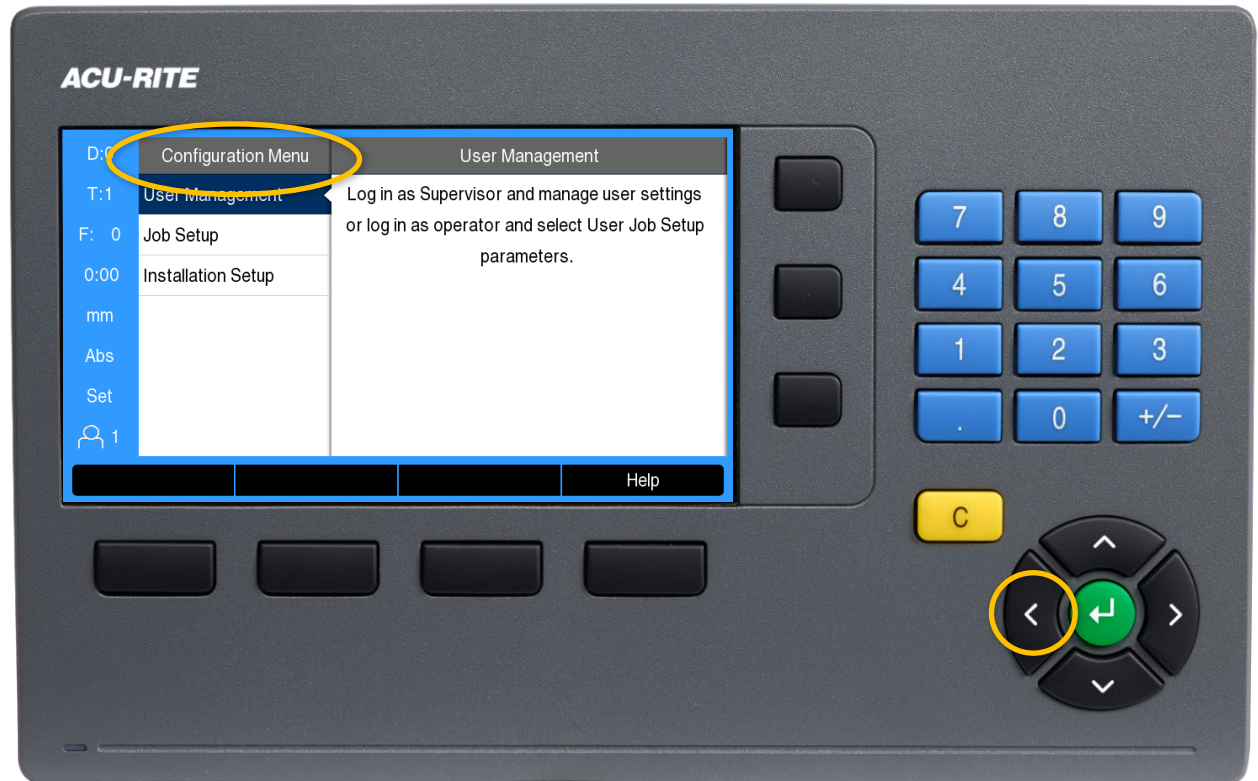 ACU-RITE
D:0 Configuration Menu User Management
T:1 User Management Log in as Supervisor and manage user settings
F: 0 Job Setup or log in as operator and select User Job Setup
parameters.
0:00 Installation Setup
mm
Abs
Set
1
Help
7 8 9
4 5 6
1 2 3
. 0 +/−
C